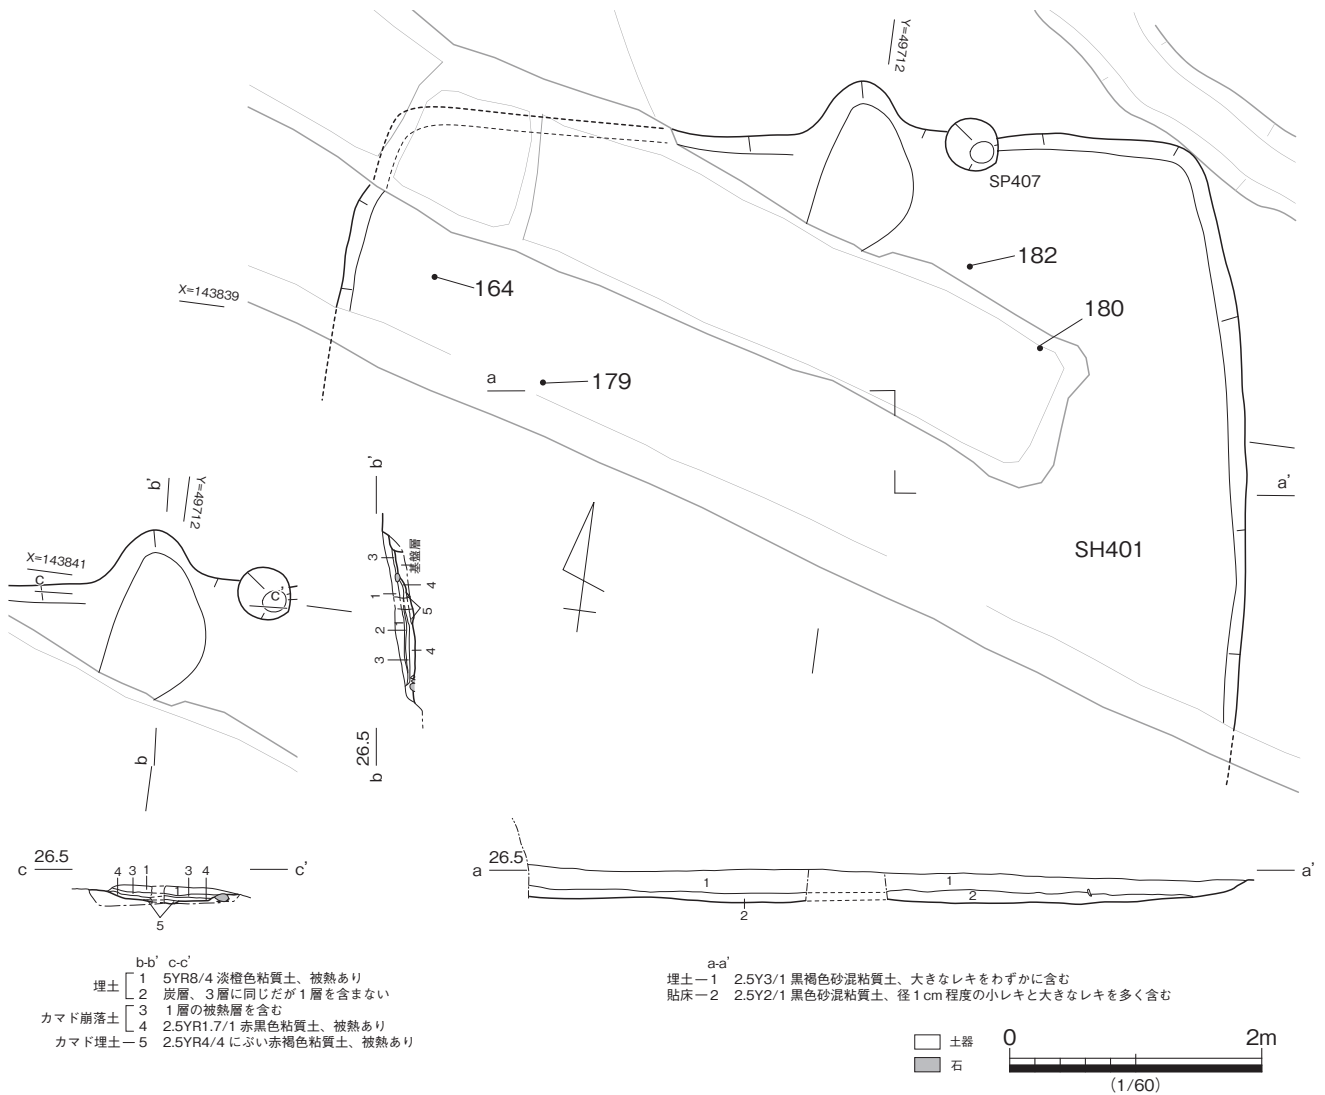 Y=49712
SP407
182
X=143839
164
180
a
179
a'
SH401
b'
Y=49712
X=143841
c
c'
b
b'
3
基盤層
4
1
5
2
4
3
26.5
b
c
26.5
4 3 1 1 3 4
c'
5
a
26.5
1
1
2
2
a'
b-b' c-c'
埋土 1 5YR8/4 淡橙色粘質土、被熱あり
2 炭層、3層に同じだが1層を含まない
カマド崩落土 3 1層の被熱層を含む
4 2.5YR1.7/1 赤黒色粘質土、被熱あり
カマド埋土ー5 2.5YR4/4 にぶい赤褐色粘質土、被熱あり
a-a'
埋土ー1 2.5Y3/1 黒褐色砂混粘質土、大きなレキをわずかに含む
貼床ー2 2.5Y2/1 黒色砂混粘質土、径1cm程度の小レキと大きなレキを多く含む
土器
石
0 2m
(1/60)